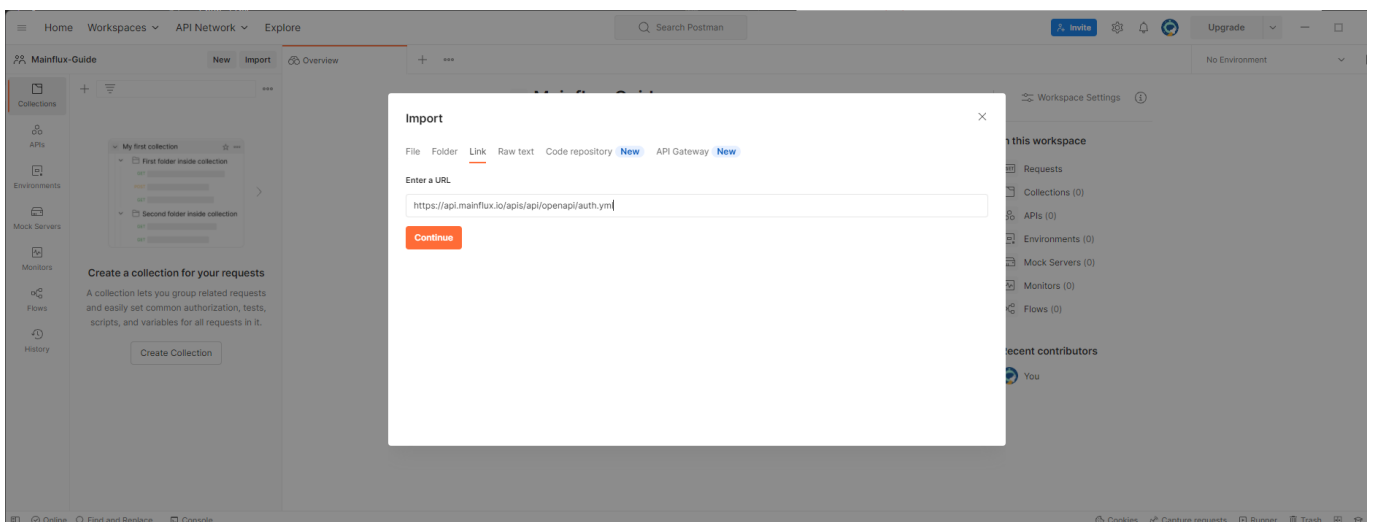 Home Workspaces API Network Explore Search Postman Invite Upgrade
Mainflux-Guide New Import Overview No Environment
Collections
APIs
Environments
Mock Servers
Monitors
Flows
History
My first collection
First folder inside collection
Second folder inside collection
Create a collection for your requests
A collection lets you group related requests
and easily set common authorization, tests,
scripts, and variables for all requests in it.
Create Collection
Import
File Folder Link Raw text Code repository New API Gateway New
Enter a URL
https://api.mainflux.io/apis/api/openapi/auth.yml
Continue
Workspace Settings
this workspace
Requests
Collections (0)
APIs (0)
Environments (0)
Mock Servers (0)
Monitors (0)
Flows (0)
Recent contributors
You
Online Find and Replace Console Cookies Capture requests Runner Trash